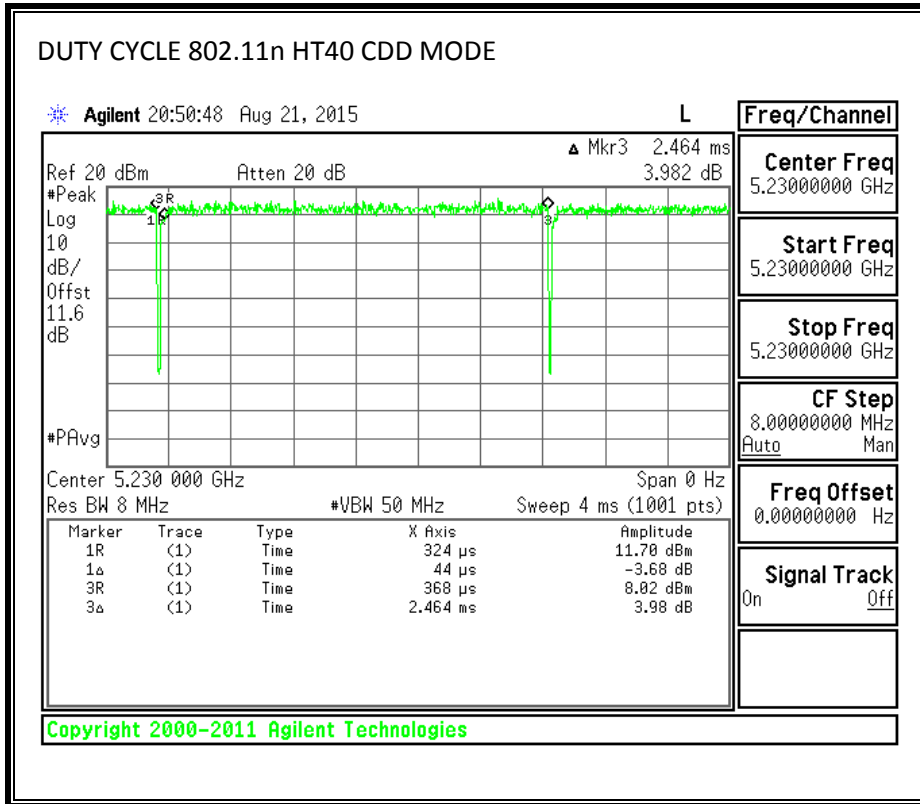 DUTY CYCLE 802.11n HT40 CDD MODE
Agilent 20:50:48 Aug 21, 2015 L
Freq/Channel
Δ Mkr3 2.464 ms
Ref 20 dBm Atten 20 dB 3.982 dB
#Peak
Log
10
dB/
Offst
11.6
dB
#PAvg
3R
1R
3
Center 5.230 000 GHz Span 0 Hz
Res BW 8 MHz #VBW 50 MHz Sweep 4 ms (1001 pts)
Marker Trace Type X Axis Amplitude
1R (1) Time 324 µs 11.70 dBm
1Δ (1) Time 44 µs -3.68 dB
3R (1) Time 368 µs 8.02 dBm
3Δ (1) Time 2.464 ms 3.98 dB
Center Freq
5.23000000 GHz
Start Freq
5.23000000 GHz
Stop Freq
5.23000000 GHz
CF Step
8.00000000 MHz
Auto Man
Freq Offset
0.00000000 Hz
Signal Track
On Off
Copyright 2000-2011 Agilent Technologies